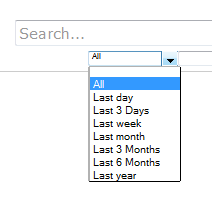 Search...
All
All
Last day
Last 3 Days
Last week
Last month
Last 3 Months
Last 6 Months
Last year